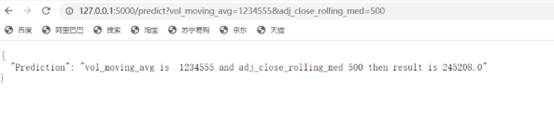 127.0.0.1:5000/predict?vol_moving_avg=1234555&adj_close_rolling_med=500
百度 阿里巴巴 搜索 淘宝 苏宁易购 京东 天猫
{
"Prediction": "vol_moving_avg is 1234555 and adj_close_rolling_med 500 then result is 245208.0"
}